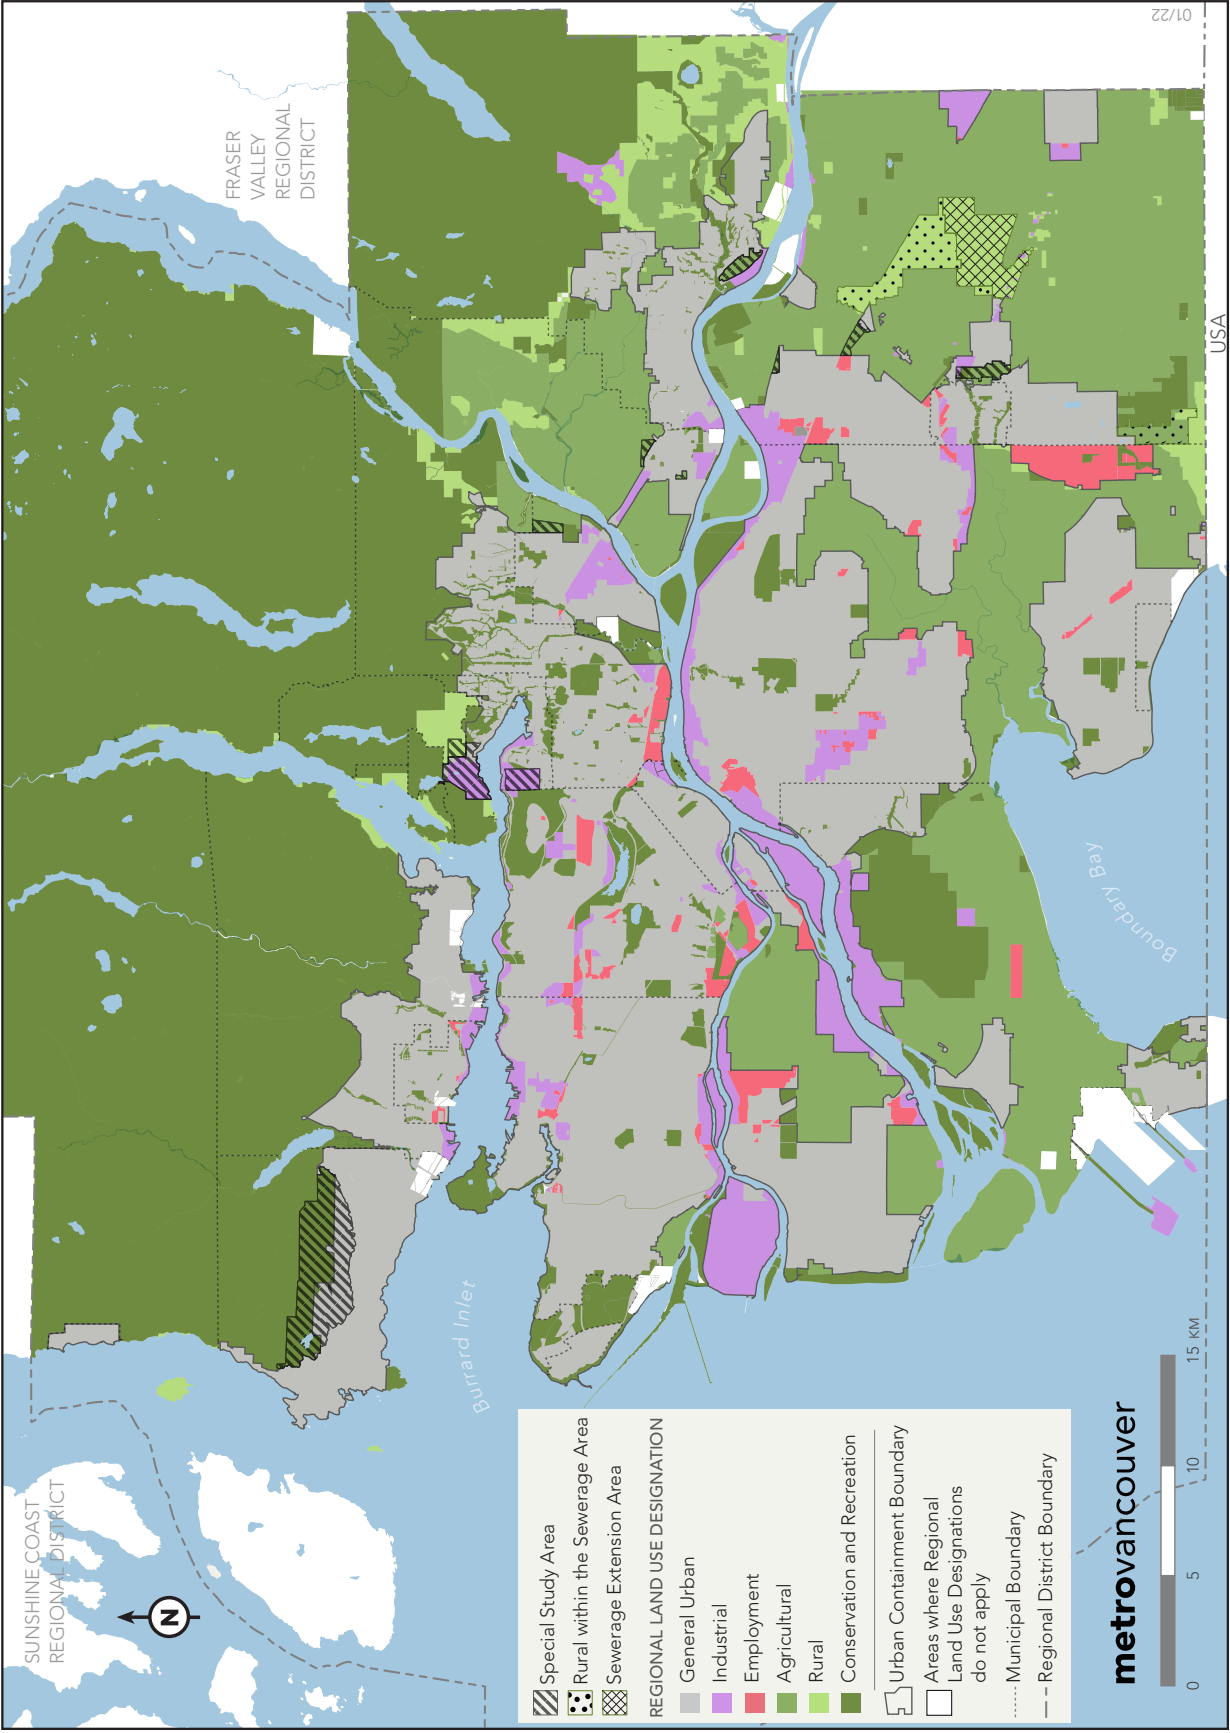 SUNSHINE COAST
REGIONAL DISTRICT
N
FRASER
VALLEY
REGIONAL
DISTRICT
Burrard Inlet
Boundary Bay
USA
01/22
Special Study Area
Rural within the Sewerage Area
Sewerage Extension Area
REGIONAL LAND USE DESIGNATION
General Urban
Industrial
Employment
Agricultural
Rural
Conservation and Recreation
Urban Containment Boundary
Areas where Regional
Land Use Designations
do not apply
Municipal Boundary
Regional District Boundary
metrovancouver
0 5 10 15 KM